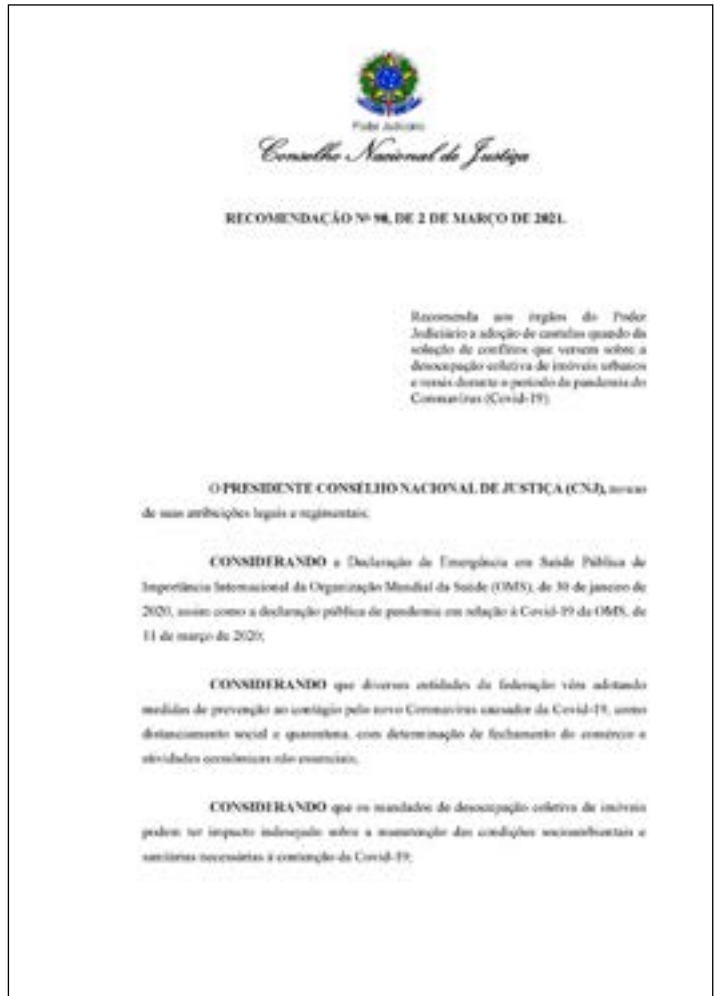 Poder Judiciário
Conselho Nacional de Justiça
RECOMENDAÇÃO Nº 90, DE 2 DE MARÇO DE 2021.
Recomenda aos órgãos do Poder
Judiciário a adoção de cautelas quando da
solução de conflitos que versem sobre a
desocupação coletiva de imóveis urbanos
e rurais durante o período da pandemia do
Coronavírus (Covid-19).
O PRESIDENTE CONSELHO NACIONAL DE JUSTIÇA (CNJ), no uso
de suas atribuições legais e regimentais;
CONSIDERANDO a Declaração de Emergência em Saúde Pública de
Importância Internacional da Organização Mundial da Saúde (OMS), de 30 de janeiro de
2020, assim como a declaração pública de pandemia em relação à Covid-19 da OMS, de
11 de março de 2020;
CONSIDERANDO que diversas entidades da federação vêm adotando
medidas de prevenção ao contágio pelo novo Coronavírus causador da Covid-19, como
distanciamento social e quarentena, com determinação de fechamento do comércio e
atividades econômicas não essenciais;
CONSIDERANDO que os mandados de desocupação coletiva de imóveis
podem ter impacto indesejado sobre a manutenção das condições socioambientais e
sanitárias necessárias à contenção da Covid-19;